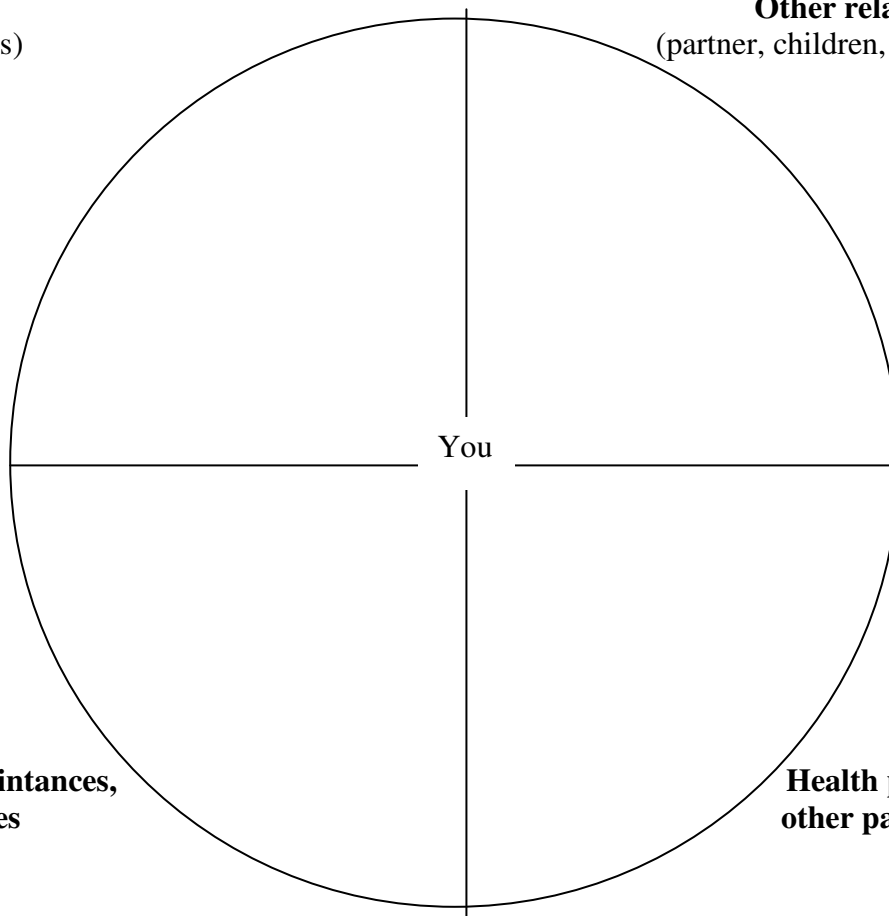 Other rela
s)
(partner, children,
You
intances,
es
Health p
other pa